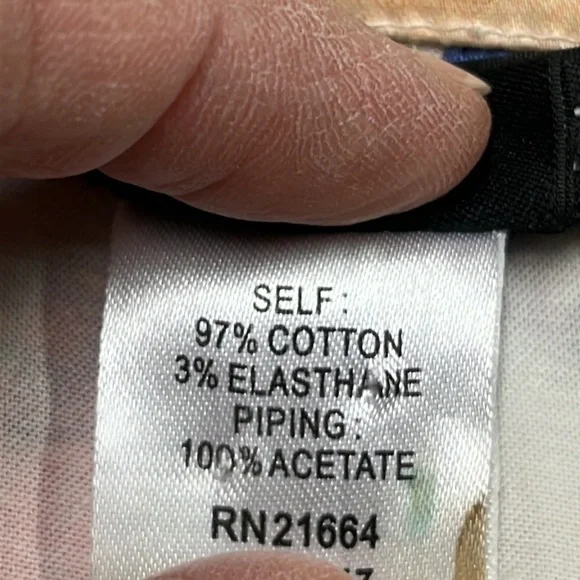 SELF:
97% COTTON
3% ELASTHANE
PIPING:
100% ACETATE
RN21664